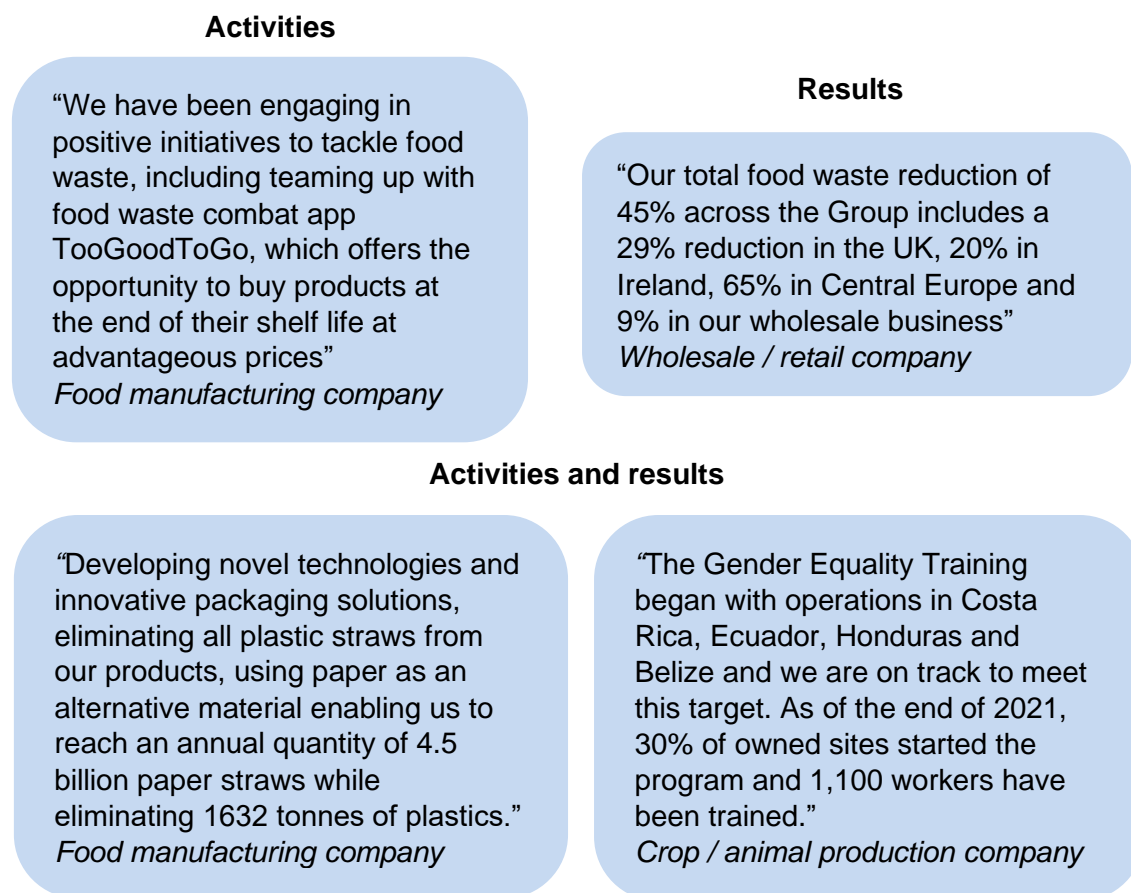 Activities
“We have been engaging in
positive initiatives to tackle food
waste, including teaming up with
food waste combat app
TooGoodToGo, which offers the
opportunity to buy products at
the end of their shelf life at
advantageous prices”
Food manufacturing company
Results
“Our total food waste reduction of
45% across the Group includes a
29% reduction in the UK, 20% in
Ireland, 65% in Central Europe and
9% in our wholesale business”
Wholesale / retail company
Activities and results
“Developing novel technologies and
innovative packaging solutions,
eliminating all plastic straws from
our products, using paper as an
alternative material enabling us to
reach an annual quantity of 4.5
billion paper straws while
eliminating 1632 tonnes of plastics.”
Food manufacturing company
“The Gender Equality Training
began with operations in Costa
Rica, Ecuador, Honduras and
Belize and we are on track to meet
this target. As of the end of 2021,
30% of owned sites started the
program and 1,100 workers have
been trained.”
Crop / animal production company